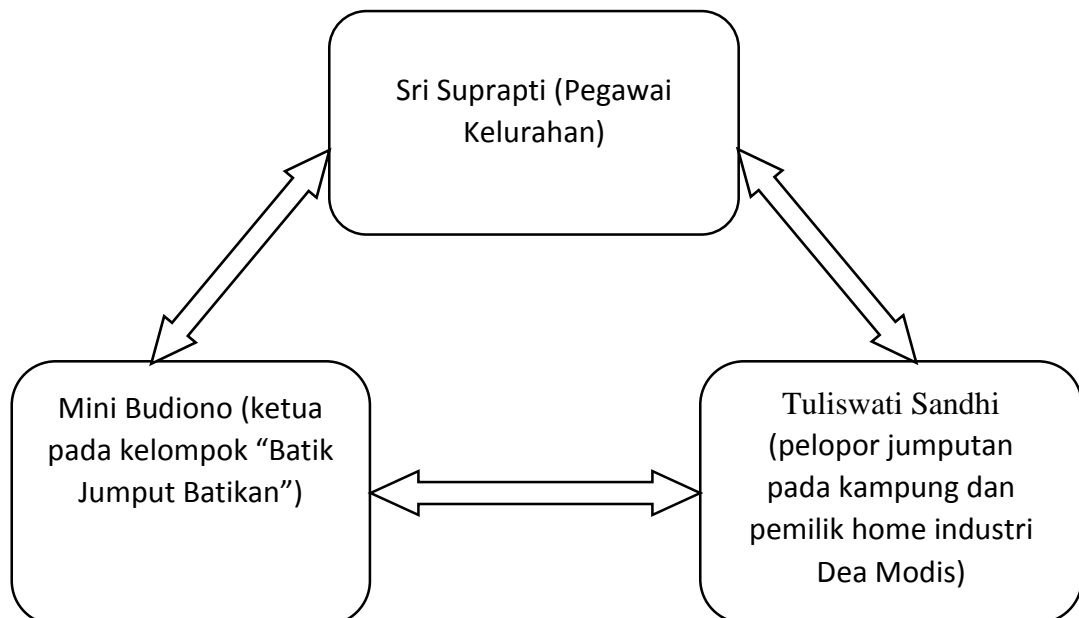 Sri Suprapti (Pegawai
Kelurahan)
Mini Budiono (ketua
pada kelompok “Batik
Jumput Batikan”)
Tuliswati Sandhi
(pelopor jumputan
pada kampung dan
pemilik home industri
Dea Modis)